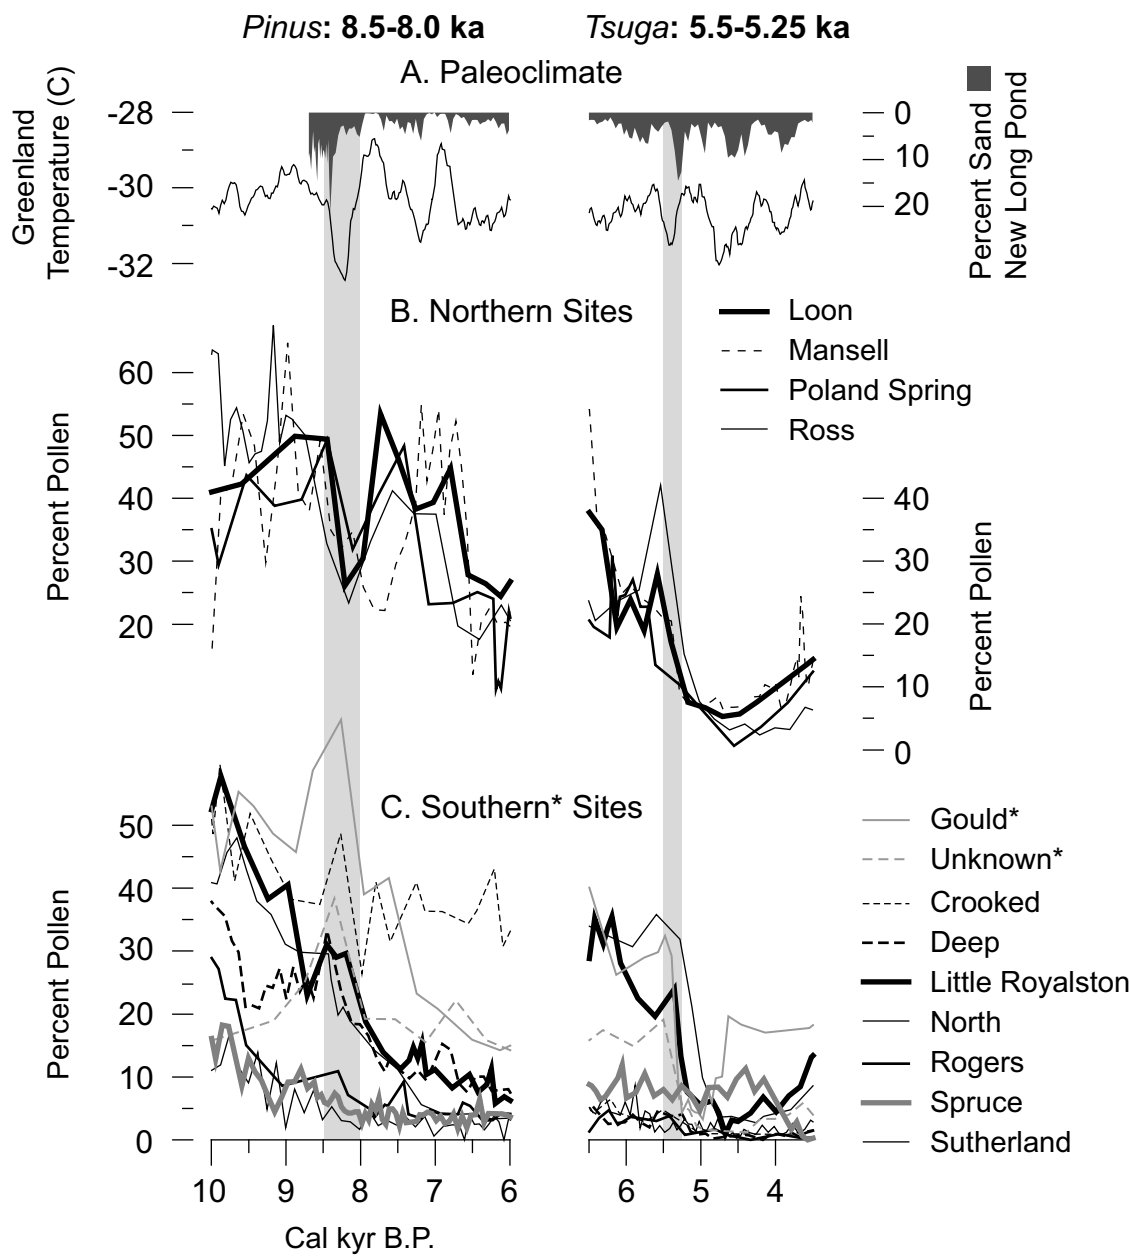 Pinus: 8.5-8.0 ka
Tsuga: 5.5-5.25 ka
A. Paleoclimate
Greenland
Temperature (C)
-28
-30
-32
0
10
20
Percent Sand
New Long Pond
B. Northern Sites
Loon
Mansell
Poland Spring
Ross
Percent Pollen
60
50
40
30
20
40
30
20
10
0
Percent Pollen
C. Southern* Sites
Percent Pollen
50
40
30
20
10
0
Gould*
Unknown*
Crooked
Deep
Little Royalston
North
Rogers
Spruce
Sutherland
10 9 8 7 6
6 5 4
Cal kyr B.P.